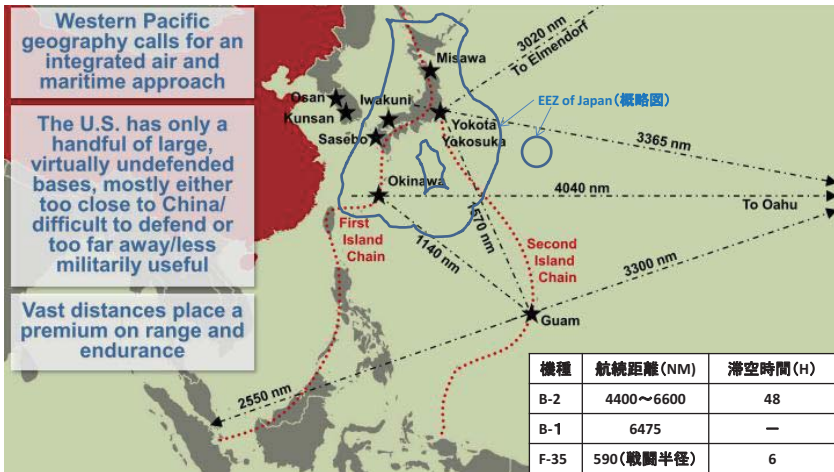 Western Pacific
geography calls for an
integrated air and
maritime approach
The U.S. has only a
handful of large,
virtually undefended
bases, mostly either
too close to China/
difficult to defend or
too far away/less
militarily useful
Vast distances place a
premium on range and
endurance
3020 nm
To Elmendorf
Misawa
Osan
Iwakuni
Kunsan
Sasebo
Yokota
Yokosuka
EEZ of Japan(概略図)
3365 nm
Okinawa
4040 nm
To Oahu
First
Island
Chain
1140 nm
1570 nm
Second
Island
Chain
3300 nm
Guam
2550 nm
機種 航続距離(NM) 滞空時間(H)
B-2 4400～6600 48
B-1 6475 －
F-35 590(戦闘半径) 6